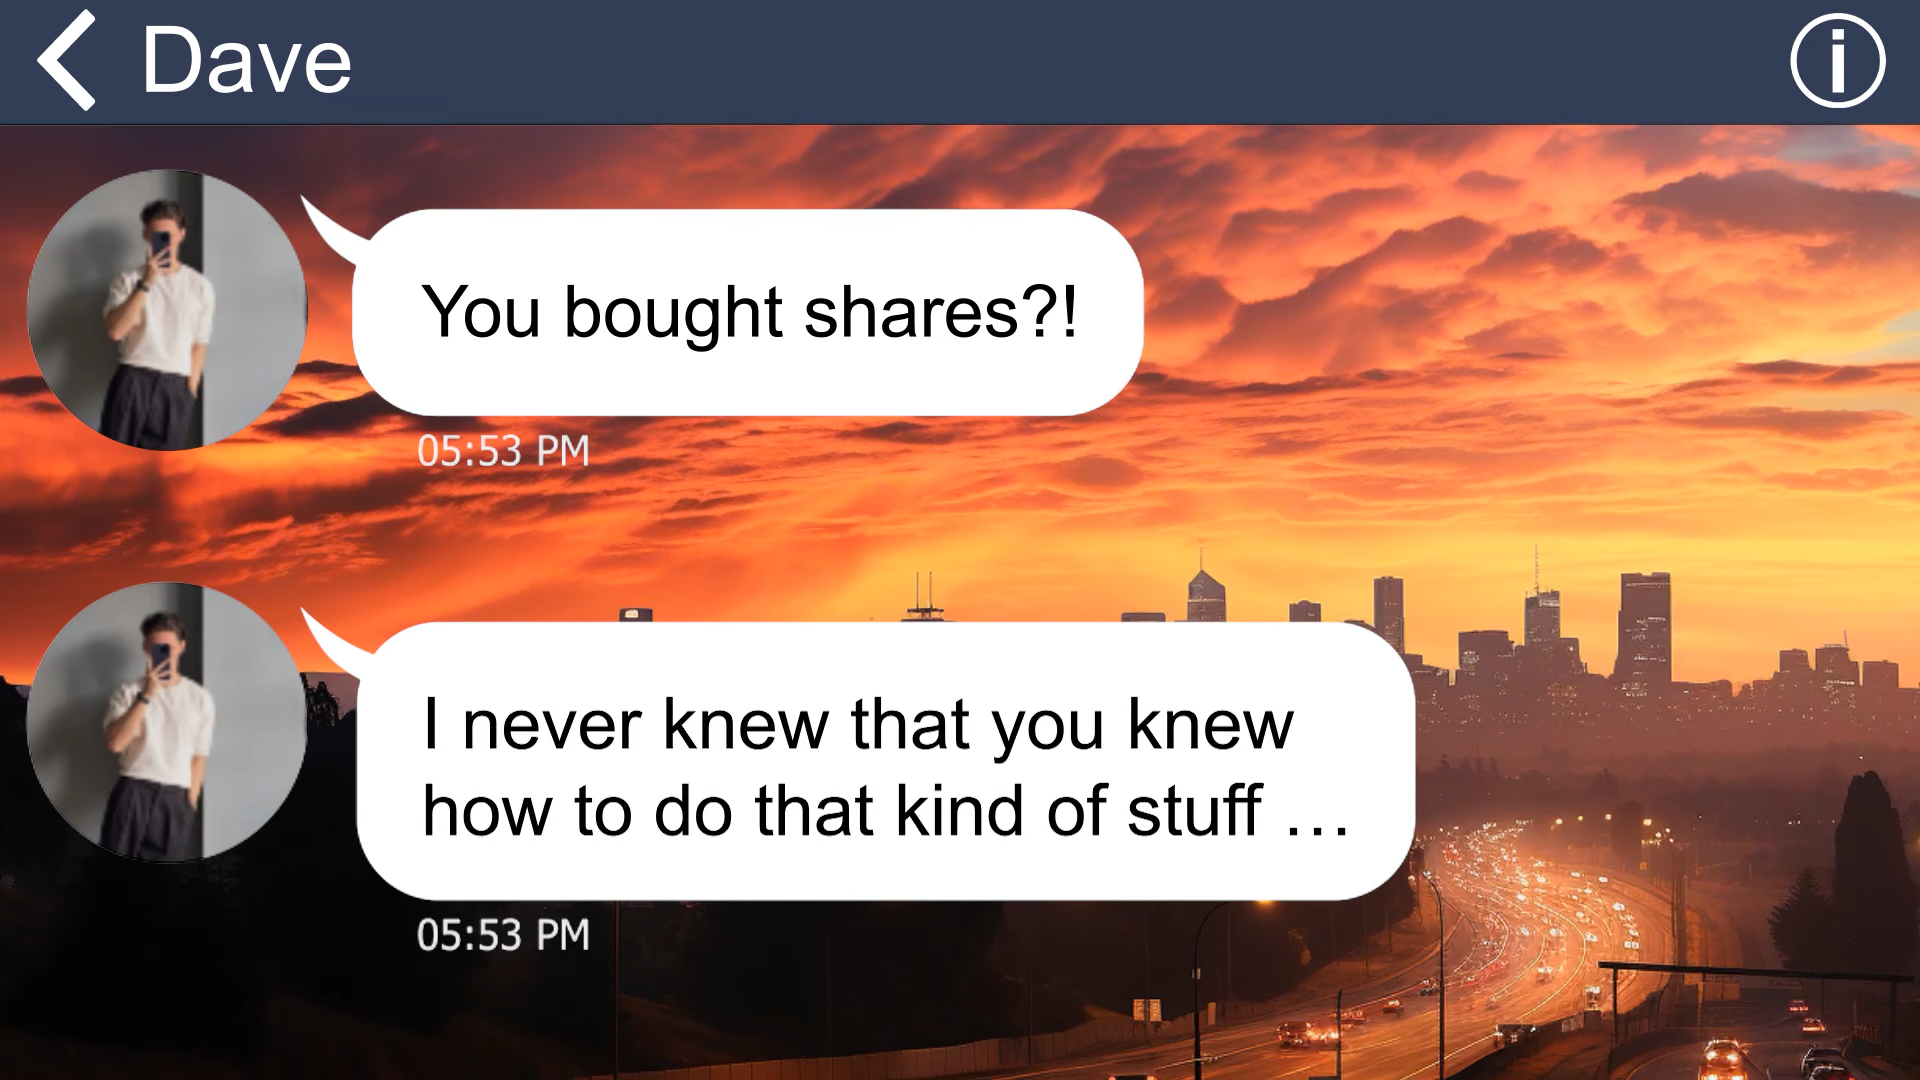 Dave
You bought shares?!
05:53 PM
I never knew that you knew
how to do that kind of stuff …
05:53 PM